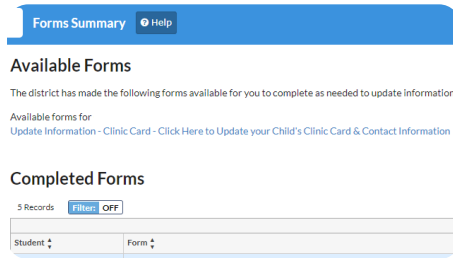 Forms Summary ? Help
Available Forms
The district has made the following forms available for you to complete as needed to update information
Available forms for
Update Information - Clinic Card - Click Here to Update your Child's Clinic Card & Contact Information
Completed Forms
5 Records Filter: OFF
Student Form